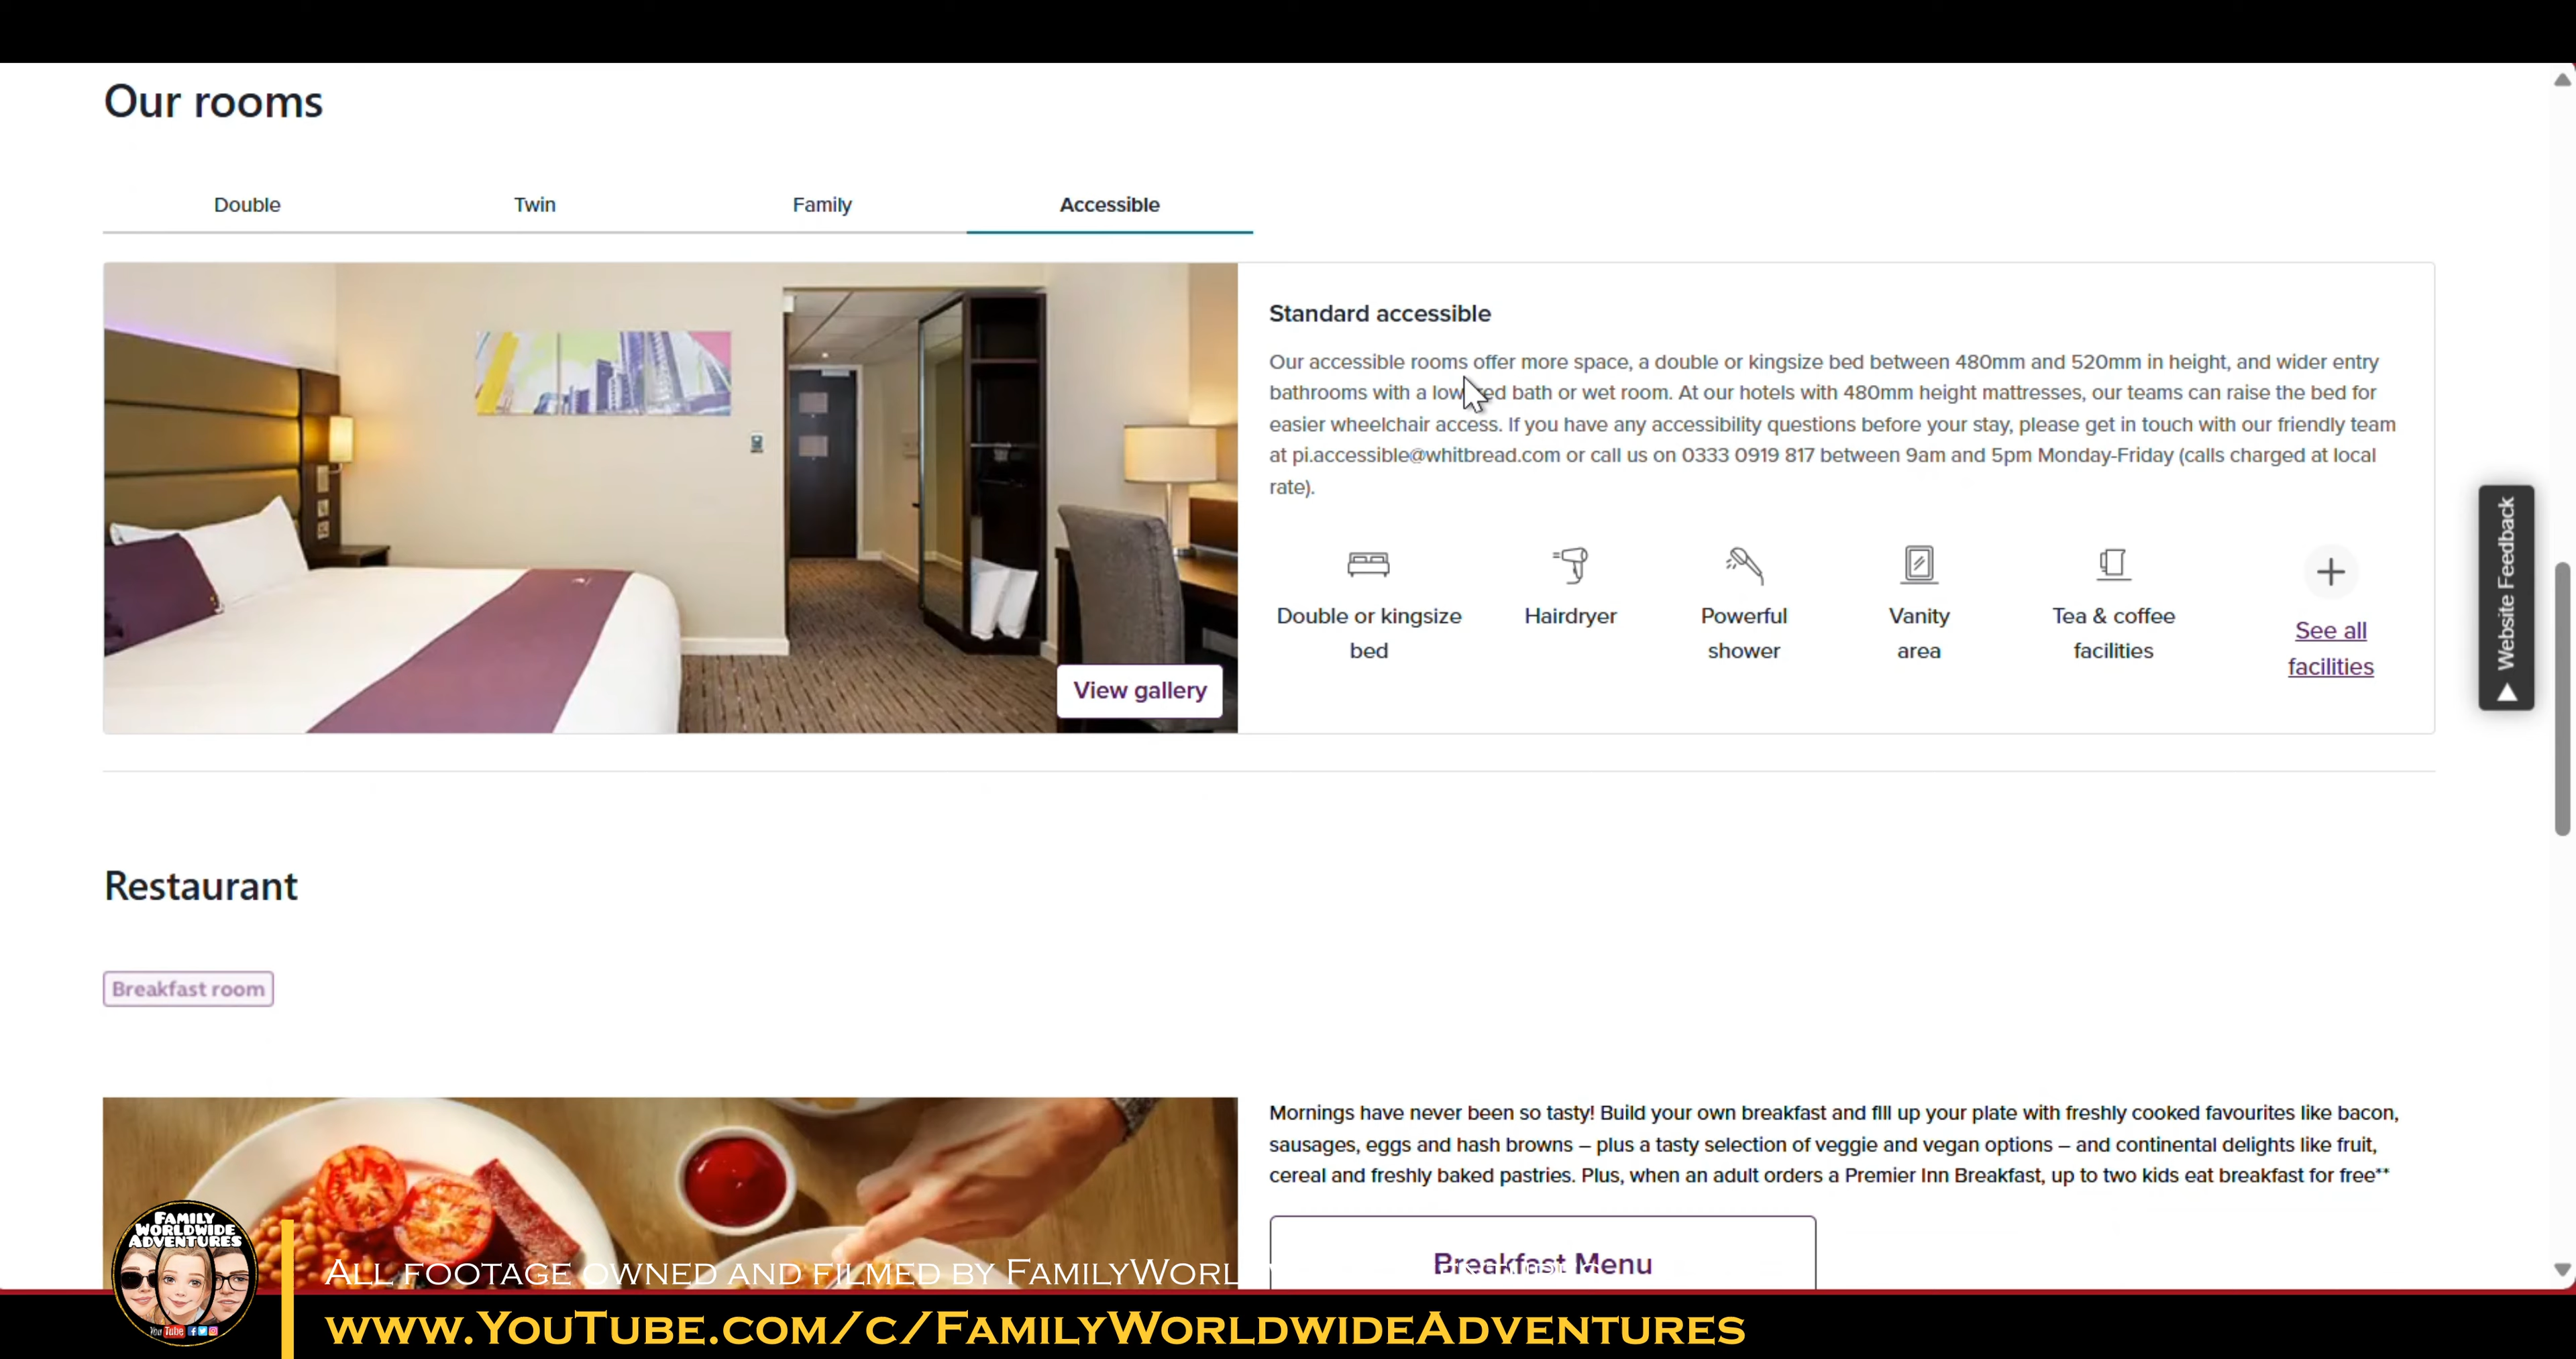 Our rooms
Double
Twin
Family
Accessible
Standard accessible
Our accessible rooms offer more space, a double or kingsize bed between 480mm and 520mm in height, and wider entry
bathrooms with a low ed bath or wet room. At our hotels with 480mm height mattresses, our teams can raise the bed for
easier wheelchair access. If you have any accessibility questions before your stay, please get in touch with our friendly team
at pi.accessible@whitbread.com or call us on 0333 0919 817 between 9am and 5pm Monday-Friday (calls charged at local
rate).
View gallery
Double or kingsize
bed
Hairdryer
Powerful
shower
Vanity
area
Tea & coffee
facilities
See all
facilities
Website Feedback
Restaurant
Breakfast room
Mornings have never been so tasty! Build your own breakfast and fill up your plate with freshly cooked favourites like bacon,
sausages, eggs and hash browns – plus a tasty selection of veggie and vegan options – and continental delights like fruit,
cereal and freshly baked pastries. Plus, when an adult orders a Premier Inn Breakfast, up to two kids eat breakfast for free**
Breakfast Menu
FAMILY
WORLDWIDE
ADVENTURES
You Tube
ALL FOOTAGE OWNED AND FILMED BY FAMILYWORL
WWW.YOUTUBE.COM/C/FAMILYWORLDWIDEADVENTURES